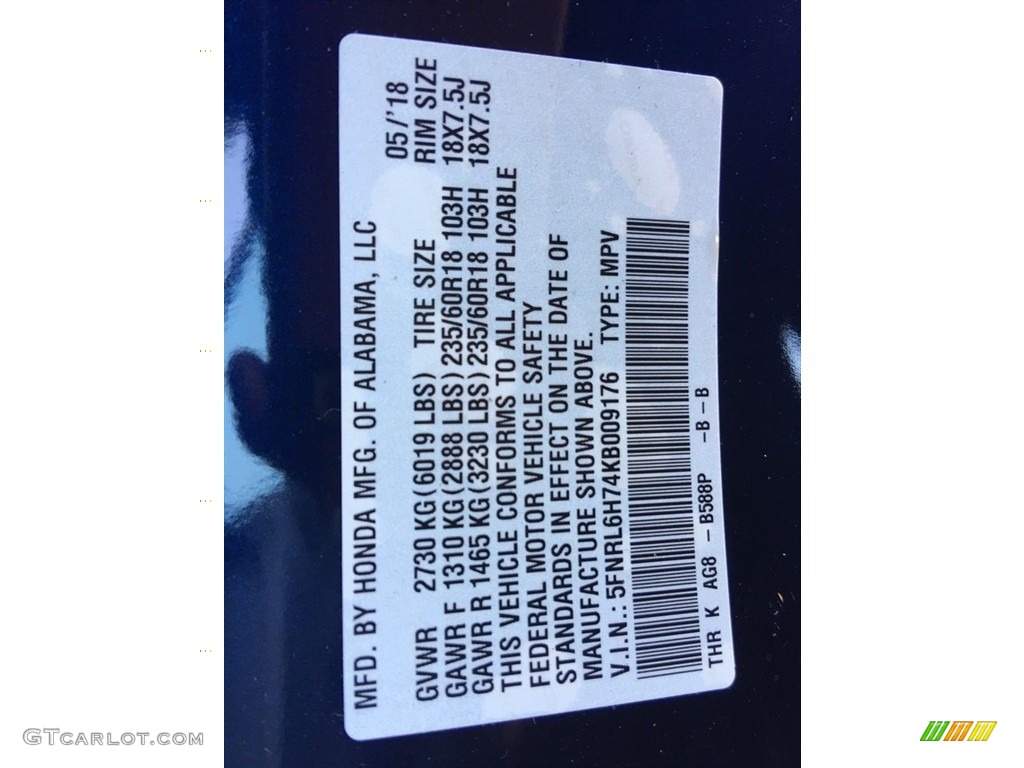 MFD. BY HONDA MFG. OF ALABAMA, LLC 05/'18
GVWR 2730 KG(6019 LBS) TIRE SIZE RIM SIZE
GAWR F 1310 KG(2888 LBS) 235/60R18 103H 18X7.5J
GAWR R 1465 KG(3230 LBS) 235/60R18 103H 18X7.5J
THIS VEHICLE CONFORMS TO ALL APPLICABLE
FEDERAL MOTOR VEHICLE SAFETY
STANDARDS IN EFFECT ON THE DATE OF
MANUFACTURE SHOWN ABOVE.
V.I.N.: 5FNRL6H74KB009176 TYPE: MPV
THR K AG8 – B588P –B – B
GTCARLOT.COM